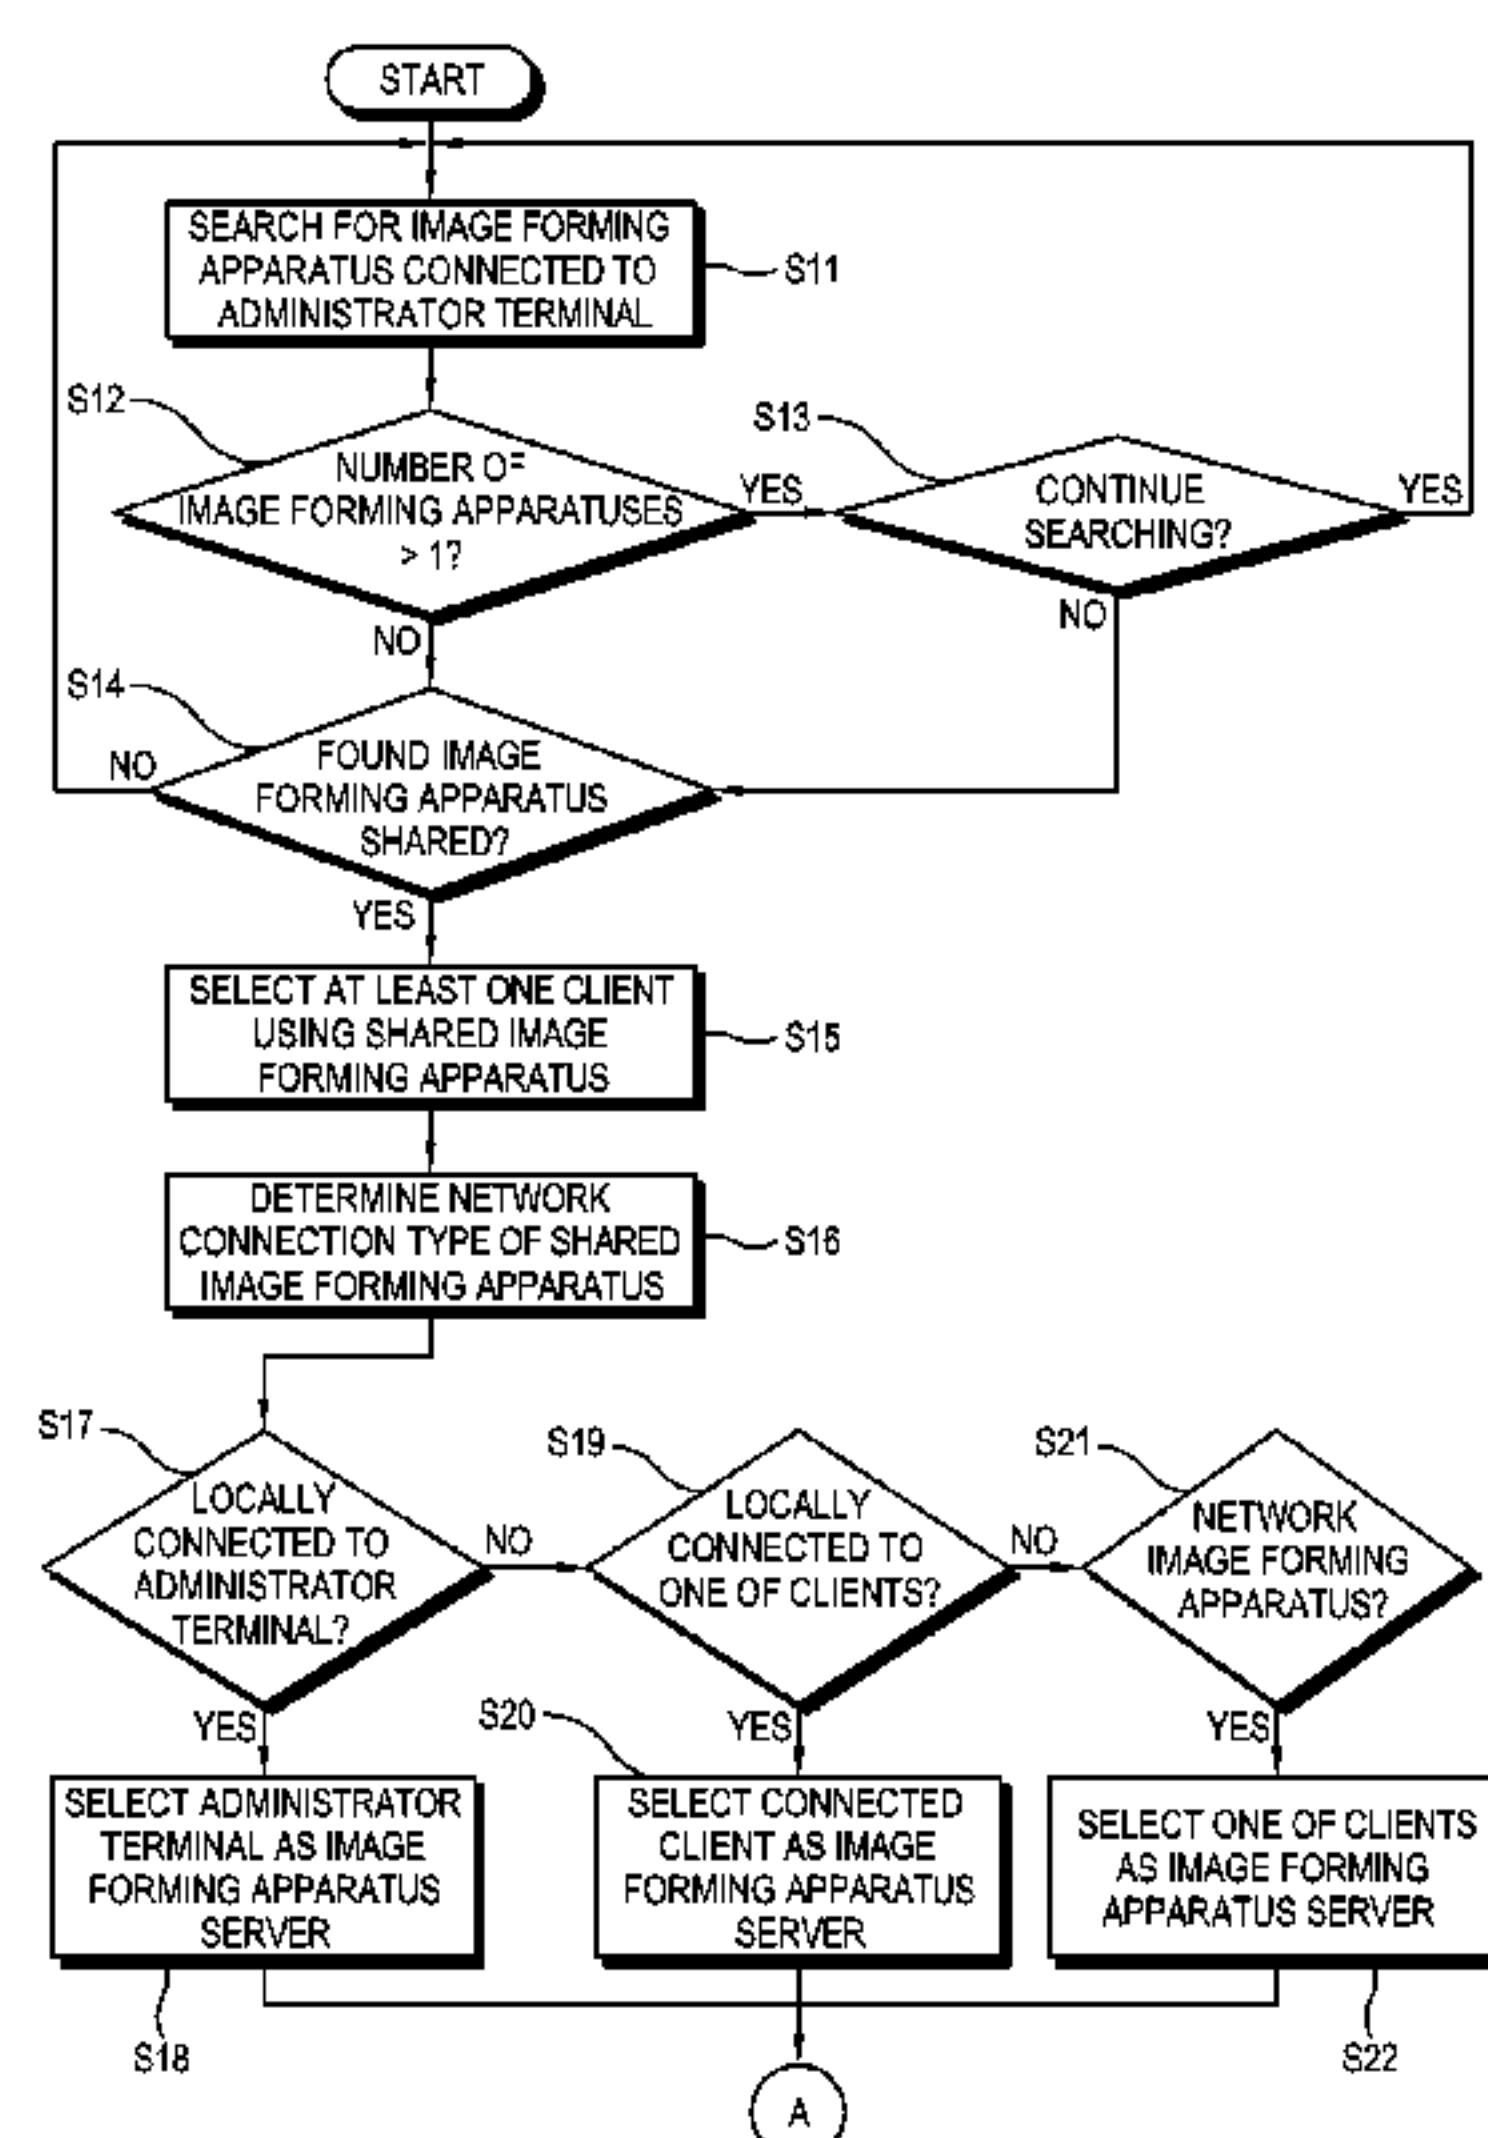 START
SEARCH FOR IMAGE FORMING
APPARATUS CONNECTED TO
ADMINISTRATOR TERMINAL
S11
S12
NUMBER OF
IMAGE FORMING APPARATUSES
> 1?
YES
S13
CONTINUE
SEARCHING?
YES
NO
NO
S14
FOUND IMAGE
FORMING APPARATUS
SHARED?
NO
YES
SELECT AT LEAST ONE CLIENT
USING SHARED IMAGE
FORMING APPARATUS
S15
DETERMINE NETWORK
CONNECTION TYPE OF SHARED
IMAGE FORMING APPARATUS
S16
S17
LOCALLY
CONNECTED TO
ADMINISTRATOR
TERMINAL?
NO
YES
S19
LOCALLY
CONNECTED TO
ONE OF CLIENTS?
NO
YES
S21
NETWORK
IMAGE FORMING
APPARATUS?
YES
SELECT ADMINISTRATOR
TERMINAL AS IMAGE
FORMING APPARATUS
SERVER
S18
S20
SELECT CONNECTED
CLIENT AS IMAGE
FORMING APPARATUS
SERVER
SELECT ONE OF CLIENTS
AS IMAGE FORMING
APPARATUS SERVER
S22
A